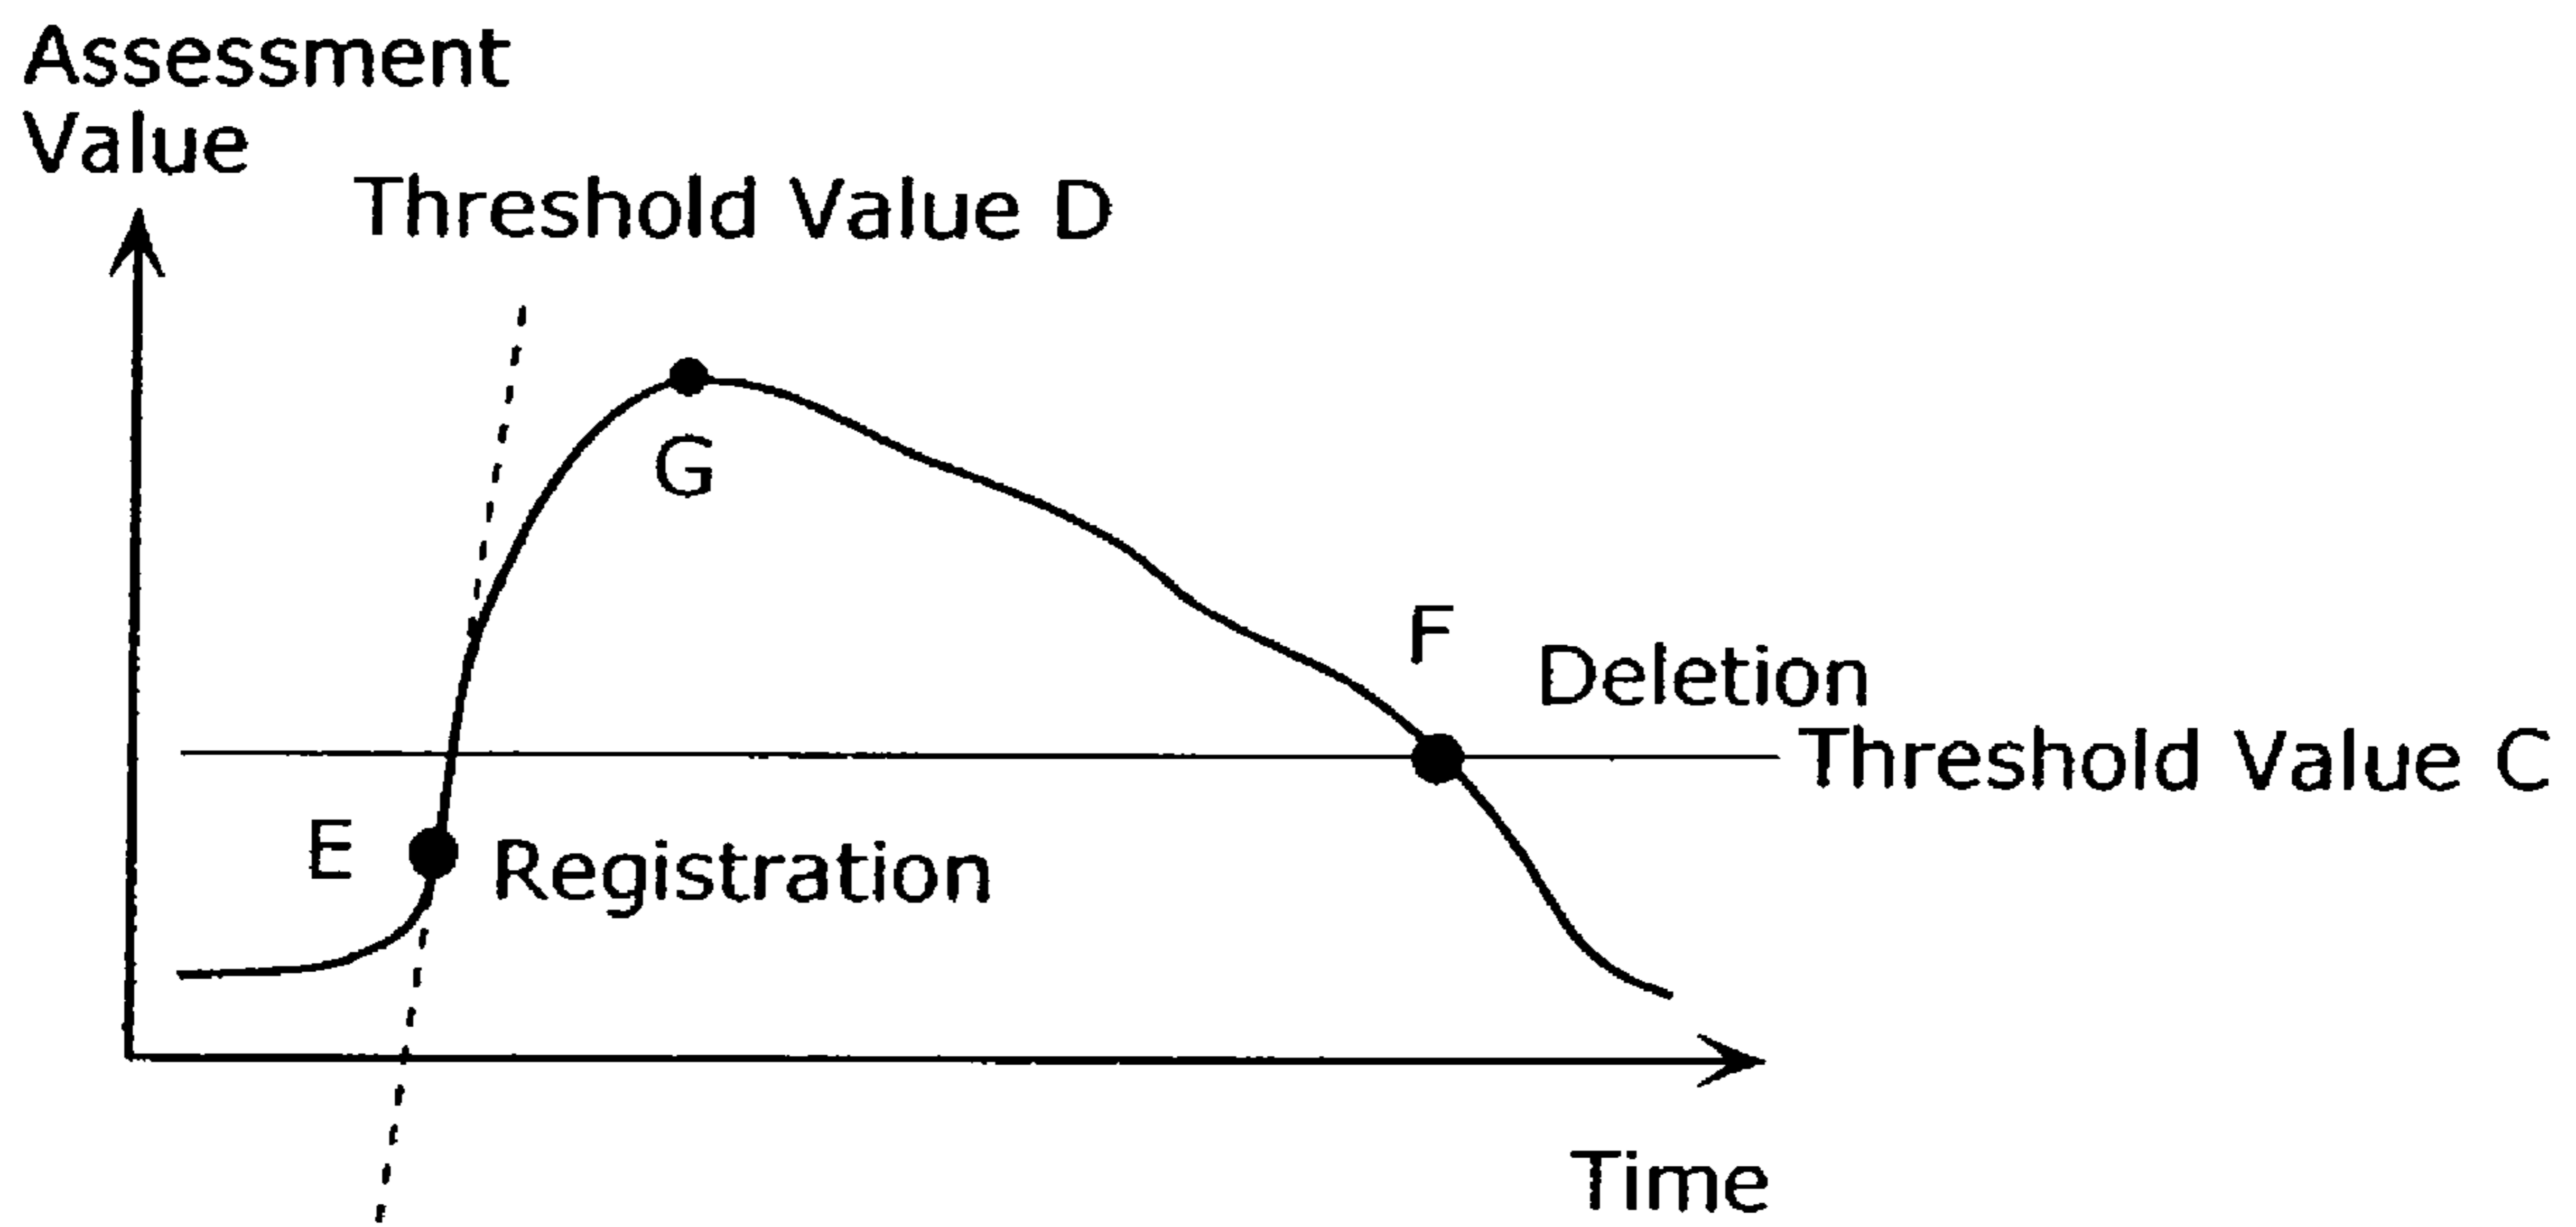 Assessment
Value
Threshold Value D
G
F
Deletion
Threshold Value C
E
Registration
Time